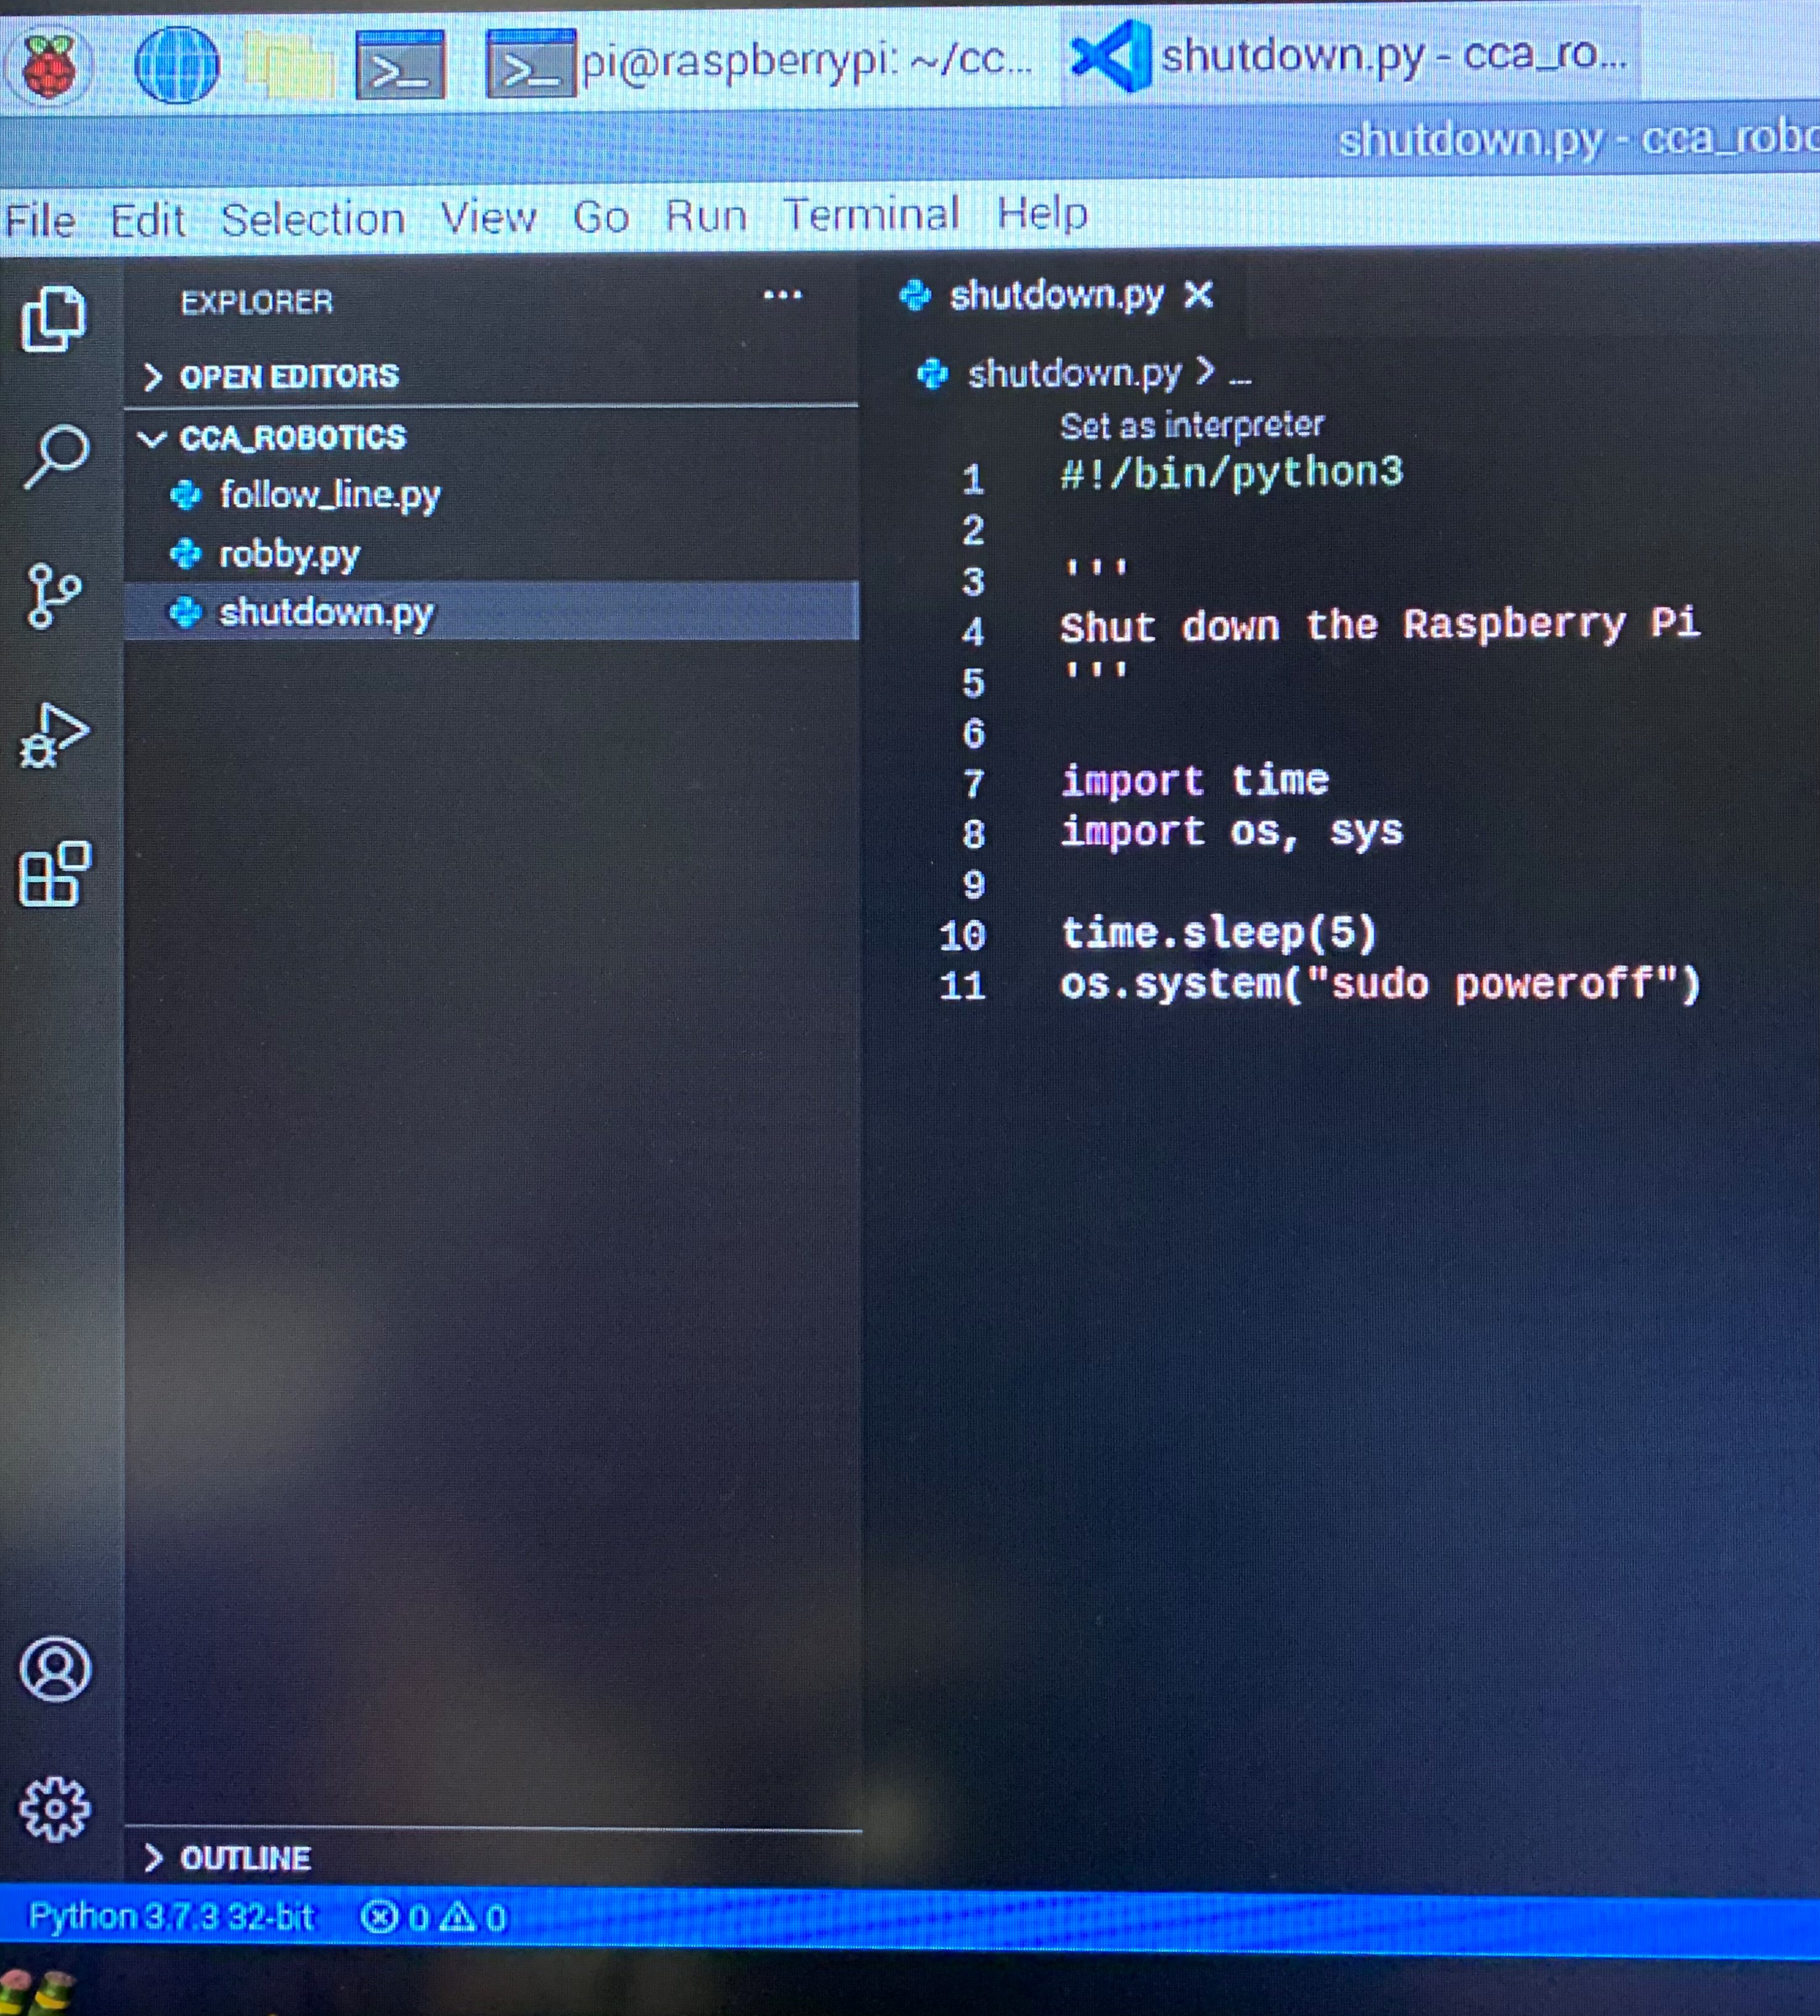 pi@raspberrypi: ~/cc...
shutdown.py - cca_ro...
shutdown.py - cca_robo
File Edit Selection View Go Run Terminal Help
EXPLORER
OPEN EDITORS
CCA_ROBOTICS
follow_line.py
robby.py
shutdown.py
OUTLINE
shutdown.py
shutdown.py > ...
Set as interpreter
1 #!/bin/python3
2
3 '''
4 Shut down the Raspberry Pi
5 '''
6
7 import time
8 import os, sys
9
10 time.sleep(5)
11 os.system("sudo poweroff")
Python 3.7.3 32-bit 0 0